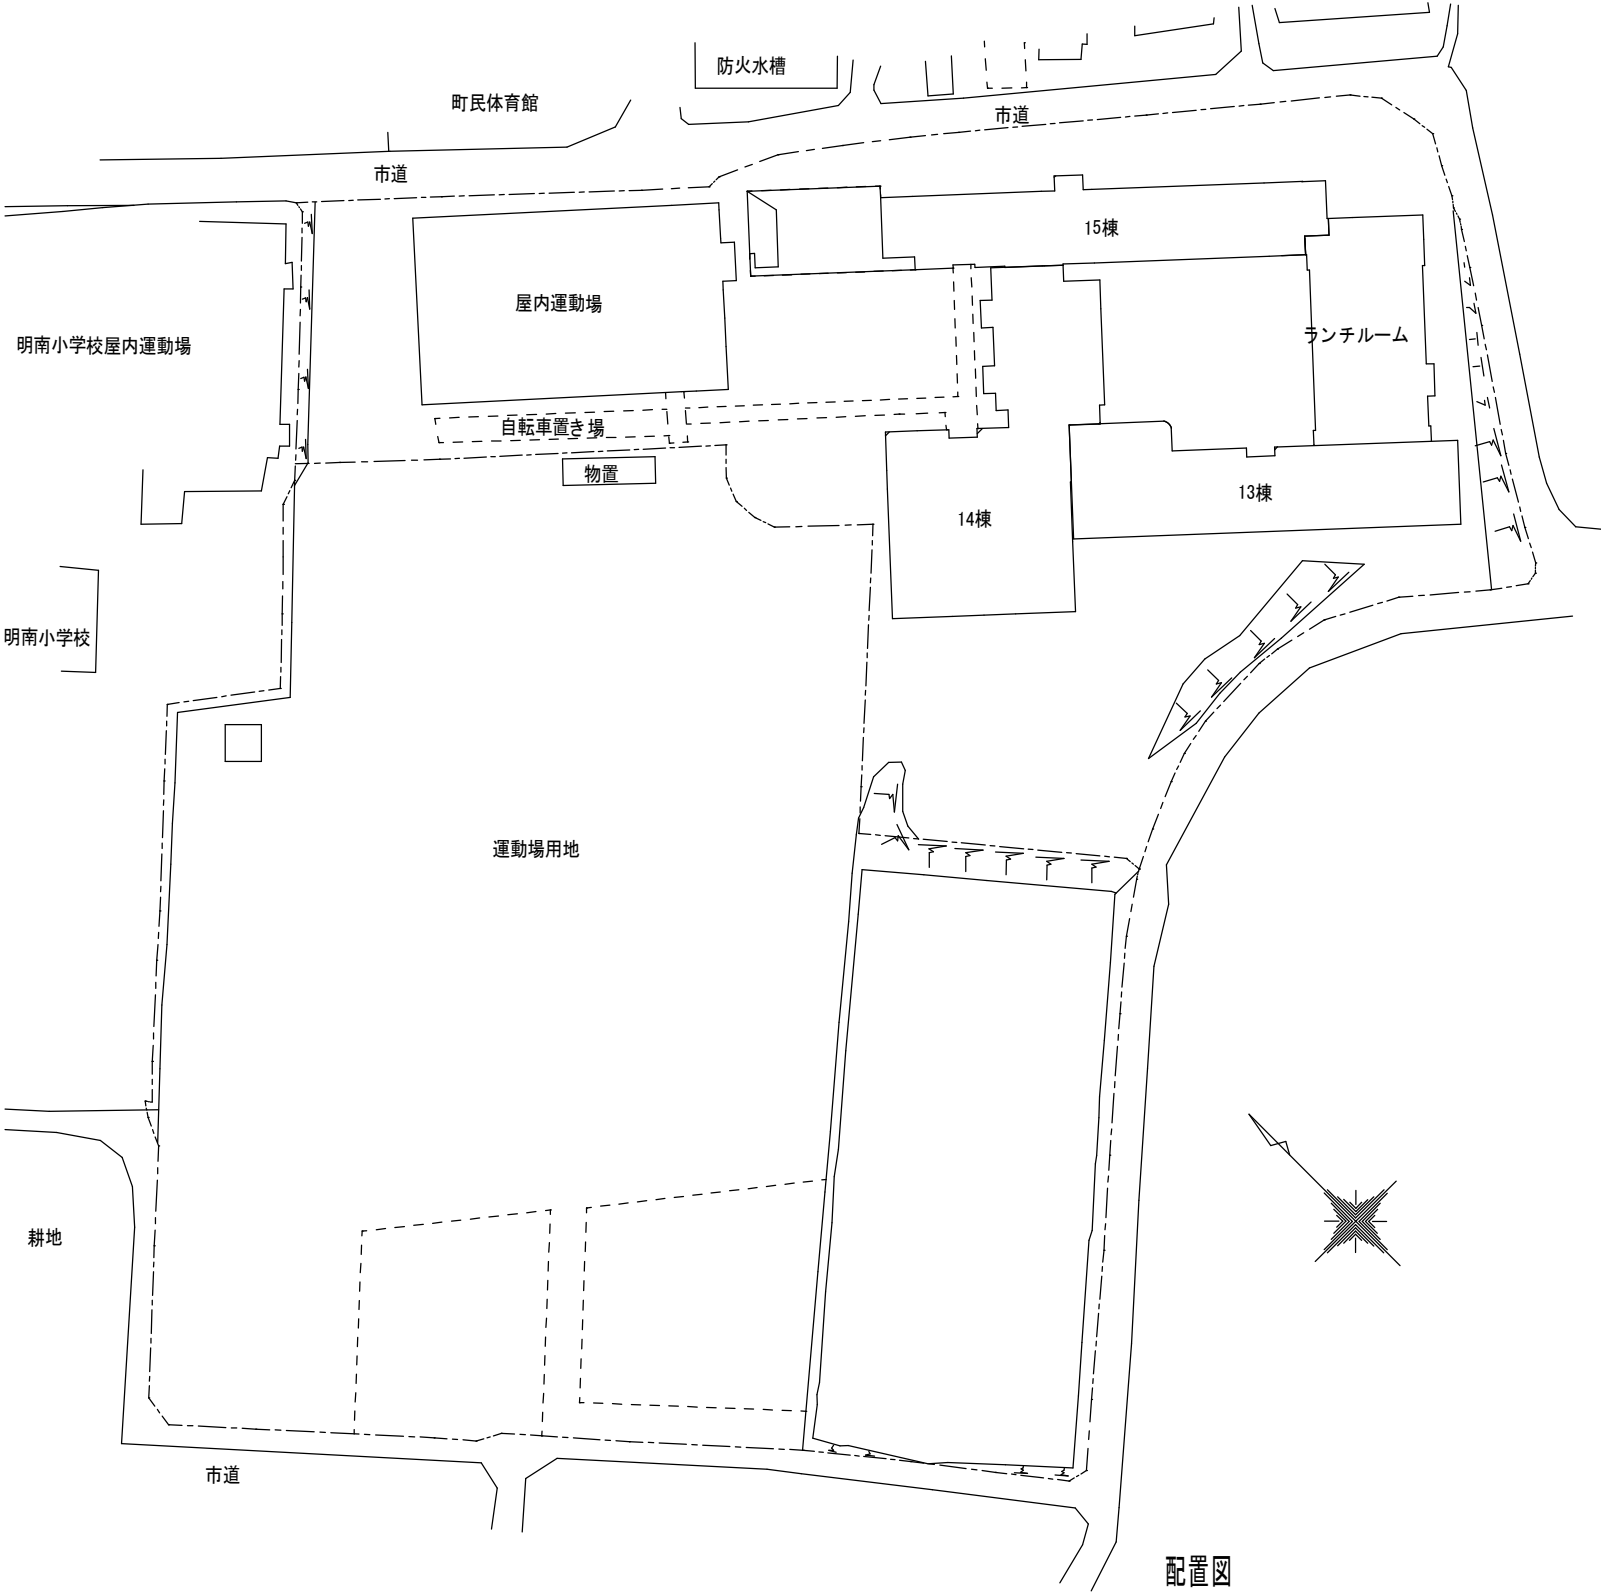 防火水槽
町民体育館
市道
市道
15棟
屋内運動場
ランチルーム
明南小学校屋内運動場
自転車置き場
物置
13棟
14棟
明南小学校
運動場用地
耕地
市道
配置図